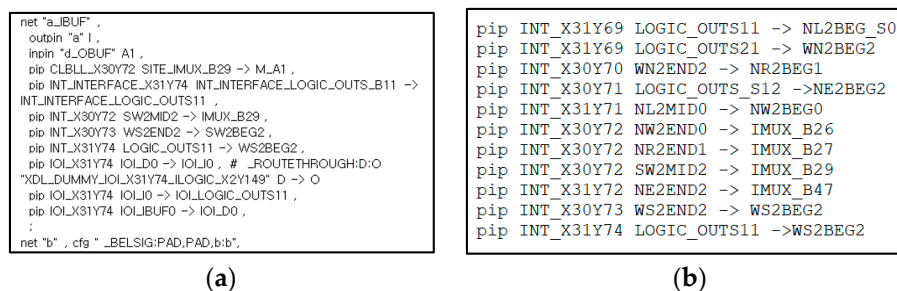 net "a_IBUF" ,
outpin "a" I ,
inpin "d_OBUF" A1 ,
pip CLBLL_X30Y72 SITE_IMUX_B29 -> M_A1 ,
pip INT_INTERFACE_X31Y74 INT_INTERFACE_LOGIC_OUTS_B11 ->
INT_INTERFACE_LOGIC_OUTS11 ,
pip INT_X30Y72 SW2MID2 -> IMUX_B29 ,
pip INT_X30Y73 WS2END2 -> SW2BEG2 ,
pip INT_X31Y74 LOGIC_OUTS11 -> WS2BEG2 ,
pip IOI_X31Y74 IOI_D0 -> IOI_I0 , # _ROUTETHROUGH:D:O
"XDL_DUMMY_IOI_X31Y74_ILOGIC_X2Y149" D -> O
pip IOI_X31Y74 IOI_I0 -> IOI_LOGIC_OUTS11 ,
pip IOI_X31Y74 IOI_IBUF0 -> IOI_D0 ,
;
net "b" , cfg " _BELSIG:PAD,PAD,b:b",
(a)
pip INT_X31Y69 LOGIC_OUTS11 -> NL2BEG_S0
pip INT_X31Y69 LOGIC_OUTS21 -> WN2BEG2
pip INT_X30Y70 WN2END2 -> NR2BEG1
pip INT_X30Y71 LOGIC_OUTS_S12 ->NE2BEG2
pip INT_X31Y71 NL2MID0 -> NW2BEG0
pip INT_X30Y72 NW2END0 -> IMUX_B26
pip INT_X30Y72 NR2END1 -> IMUX_B27
pip INT_X30Y72 SW2MID2 -> IMUX_B29
pip INT_X31Y72 NE2END2 -> IMUX_B47
pip INT_X30Y73 WS2END2 -> WS2BEG2
pip INT_X31Y74 LOGIC_OUTS11 ->WS2BEG2
(b)